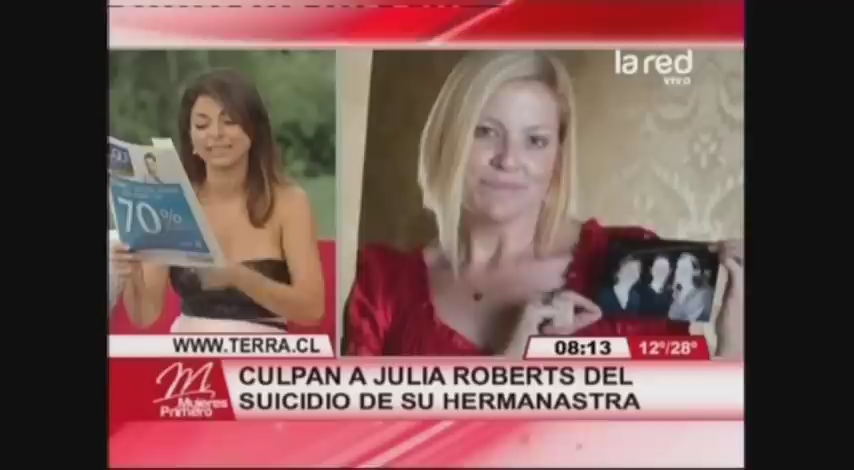 la red
VIVO
70%
WWW.TERRA.CL
08:13
12°/28°
M
Mujeres
Primero
CULPAN A JULIA ROBERTS DEL
SUICIDIO DE SU HERMANASTRA